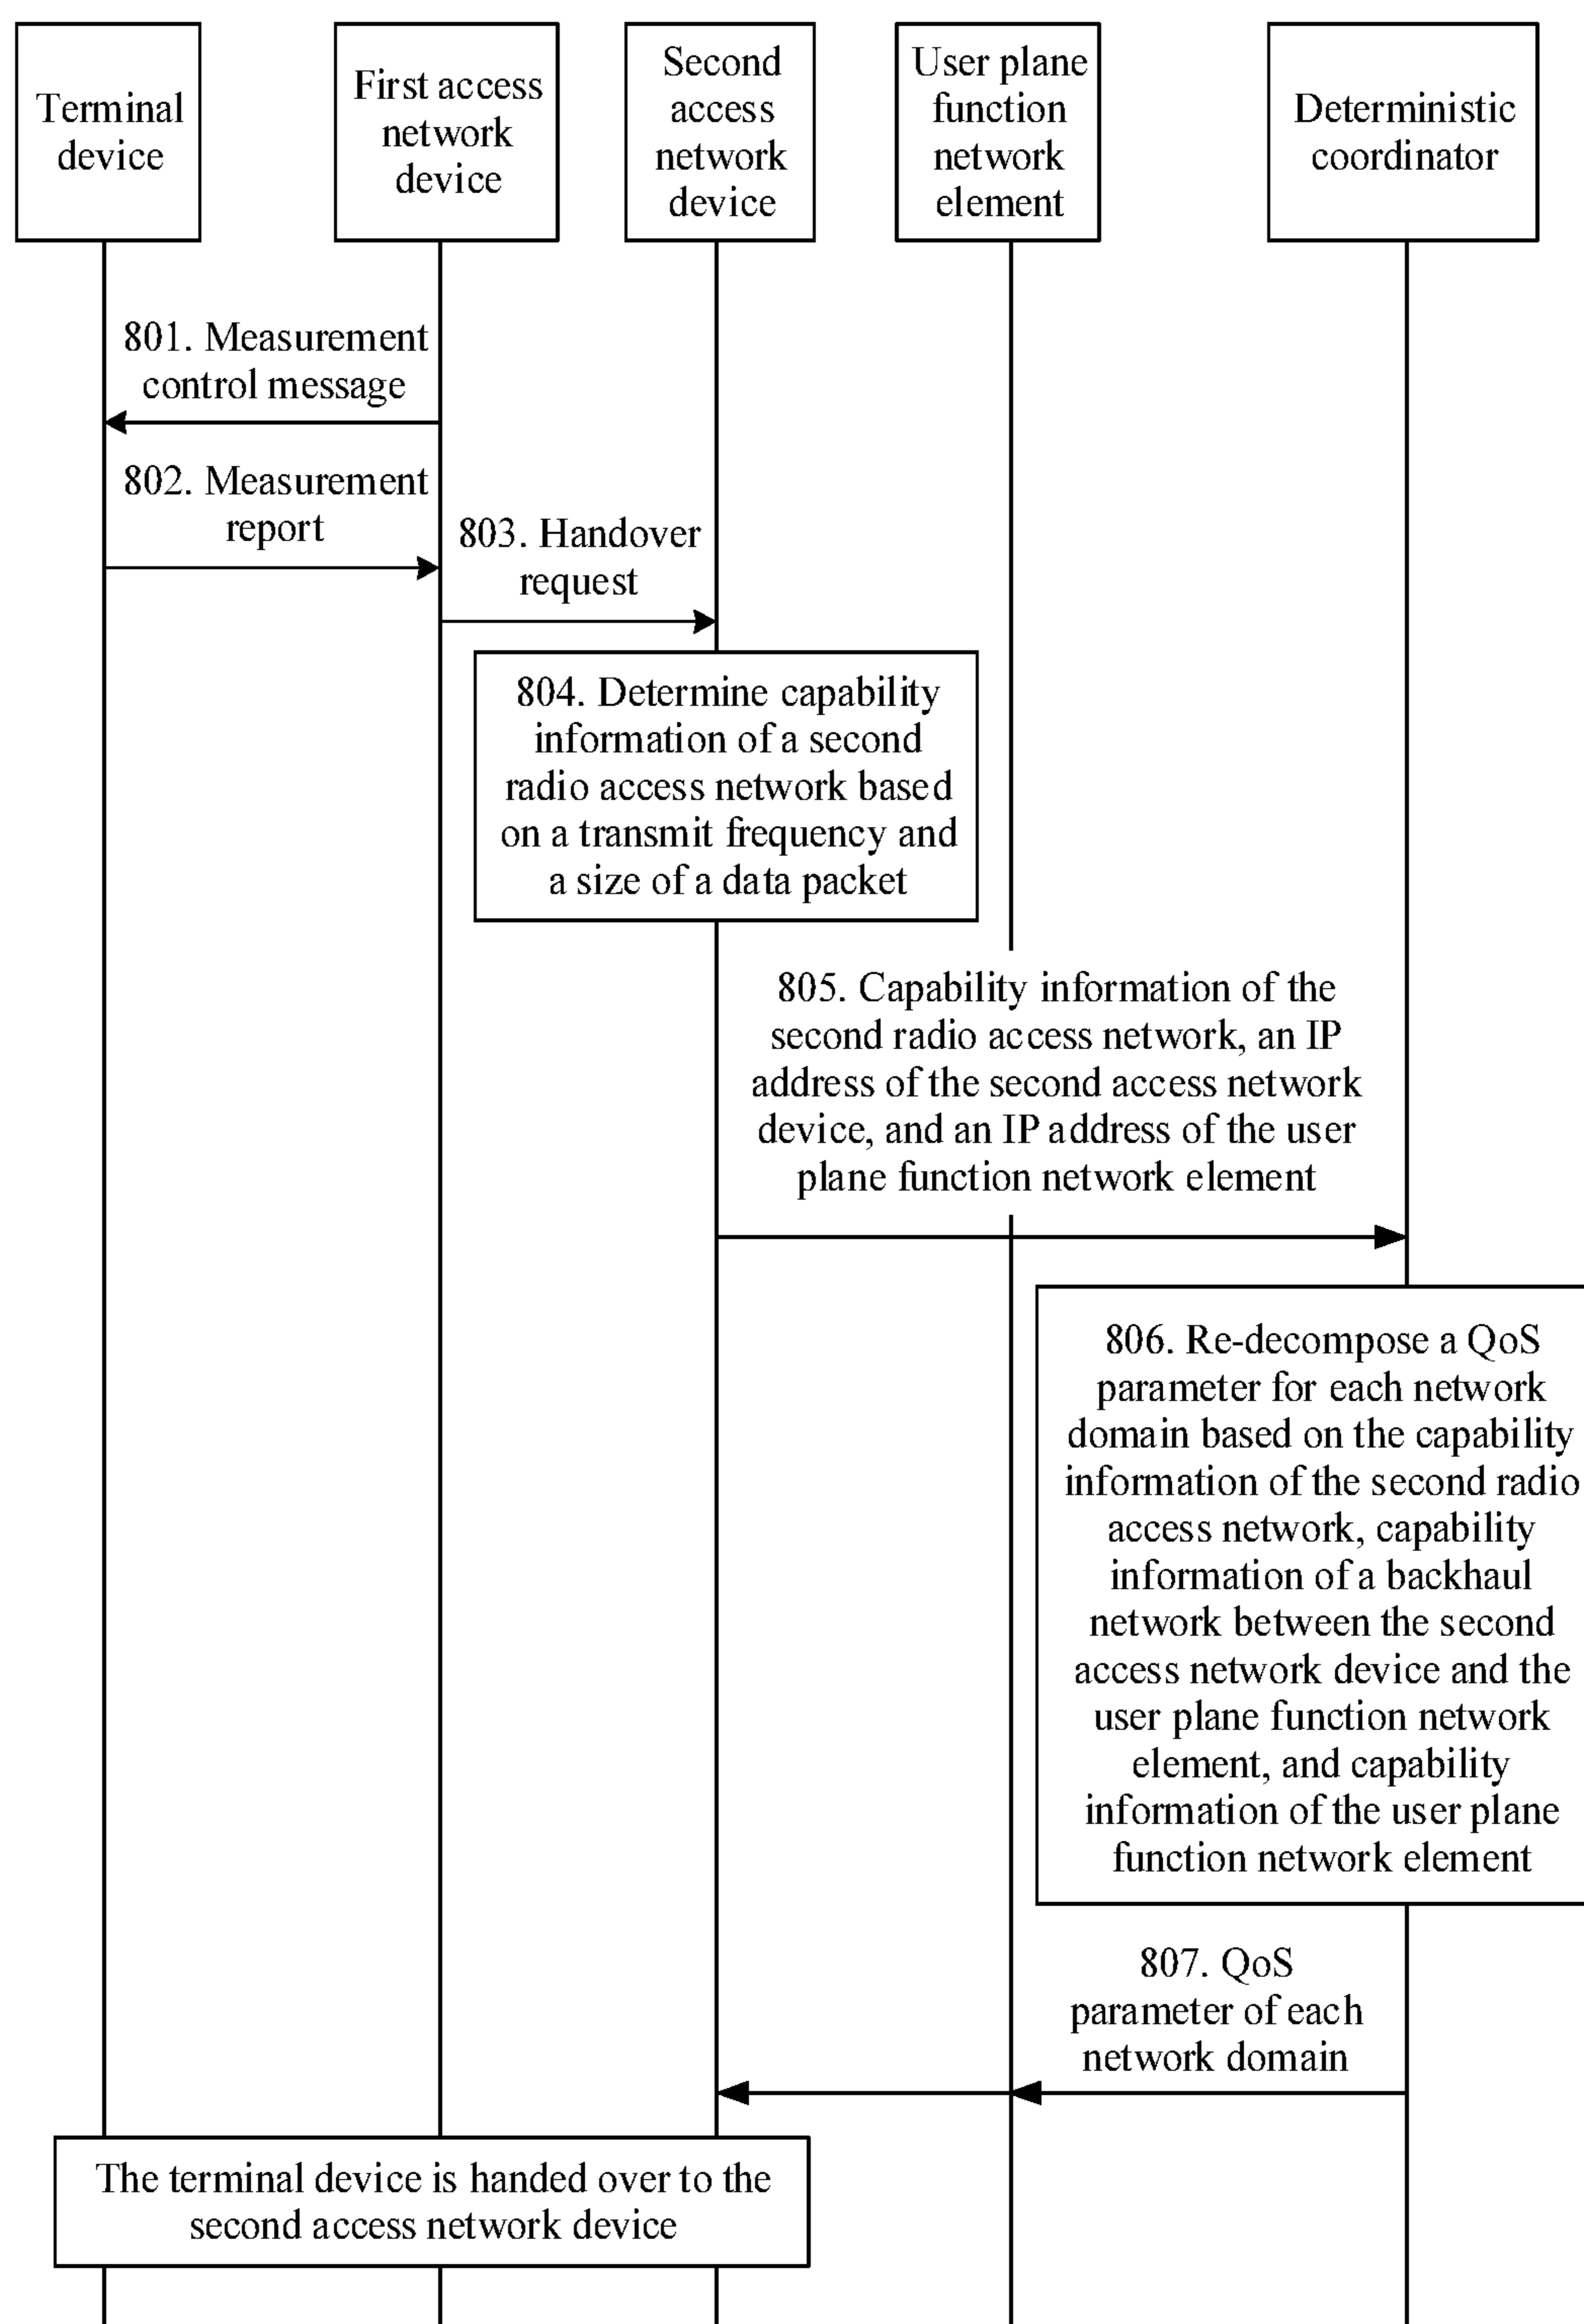 Terminal
device
First access
network
device
Second
access
network
device
User plane
function
network
element
Deterministic
coordinator
801. Measurement
control message
802. Measurement
report
803. Handover
request
804. Determine capability
information of a second
radio access network based
on a transmit frequency and
a size of a data packet
805. Capability information of the
second radio access network, an IP
address of the second access network
device, and an IP address of the user
plane function network element
806. Re-decompose a QoS
parameter for each network
domain based on the capability
information of the second radio
access network, capability
information of a backhaul
network between the second
access network device and the
user plane function network
element, and capability
information of the user plane
function network element
807. QoS
parameter of each
network domain
The terminal device is handed over to the
second access network device